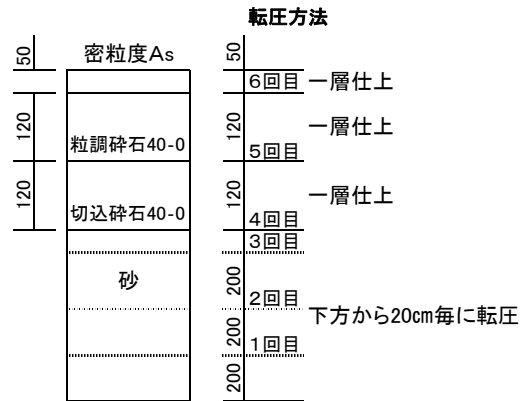 転圧方法
50
密粒度As
50
6回目
一層仕上
120
粒調砕石40-0
120
5回目
一層仕上
120
切込砕石40-0
120
4回目
一層仕上
3回目
砂
200
2回目
下方から20㎝毎に転圧
200
1回目
200